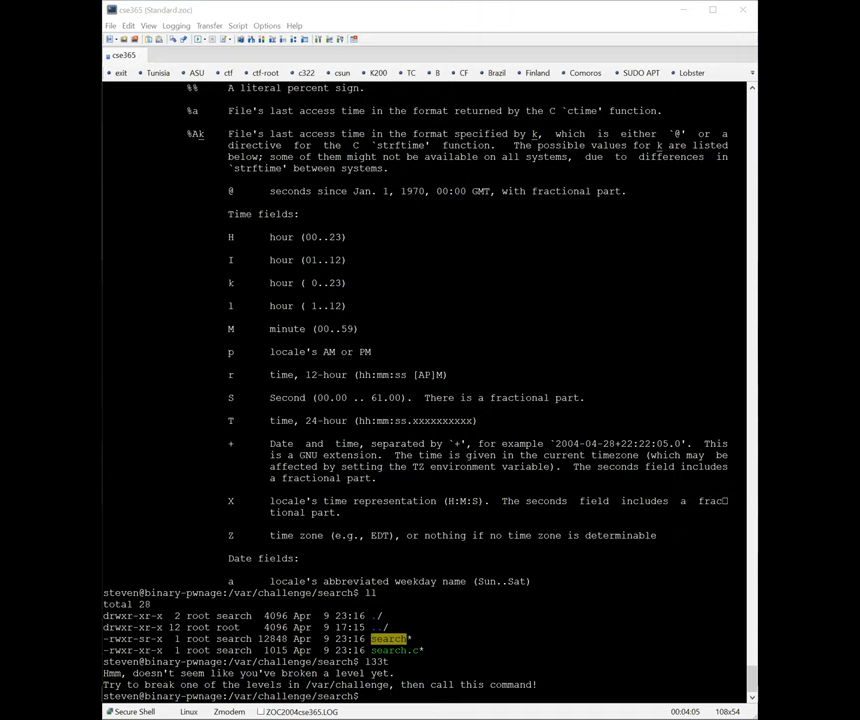 cse365 (Standard.zoc)
File Edit View Logging Transfer Script Options Help
cse365
exit Tunisia ASU ctf ctf-root c322 csun K200 TC B CF Brazil Finland Comoros SUDO APT Lobster
%% A literal percent sign.
%a File's last access time in the format returned by the C `ctime' function.
%Ak File's last access time in the format specified by k, which is either `@' or a
directive for the C `strftime' function. The possible values for k are listed
below; some of them might not be available on all systems, due to differences in
`strftime' between systems.
@ seconds since Jan. 1, 1970, 00:00 GMT, with fractional part.
Time fields:
H hour (00..23)
I hour (01..12)
k hour ( 0..23)
l hour ( 1..12)
M minute (00..59)
p locale's AM or PM
r time, 12-hour (hh:mm:ss [AP]M)
S Second (00.00 .. 61.00). There is a fractional part.
T time, 24-hour (hh:mm:ss.xxxxxxxxxx)
+ Date and time, separated by `+', for example `2004-04-28+22:22:05.0'. This
is a GNU extension. The time is given in the current timezone (which may be
affected by setting the TZ environment variable). The seconds field includes
a fractional part.
X locale's time representation (H:M:S). The seconds field includes a frac□
tional part.
Z time zone (e.g., EDT), or nothing if no time zone is determinable
Date fields:
a locale's abbreviated weekday name (Sun..Sat)
steven@binary-pwnage:/var/challenge/search$ ll
total 28
drwxr-xr-x 2 root search 4096 Apr 9 23:16 ./
drwxr-xr-x 12 root root 4096 Apr 9 17:15 ../
-rwxr-sr-x 1 root search 12848 Apr 9 23:16 search*
-rwxr-xr-x 1 root search 1015 Apr 9 23:16 search.c*
steven@binary-pwnage:/var/challenge/search$ l33t
Hmm, doesn't seem like you've broken a level yet.
Try to break one of the levels in /var/challenge, then call this command!
steven@binary-pwnage:/var/challenge/search$
Secure Shell Linux Zmodem ZOC2004cse365.LOG 00:04:05 108x54